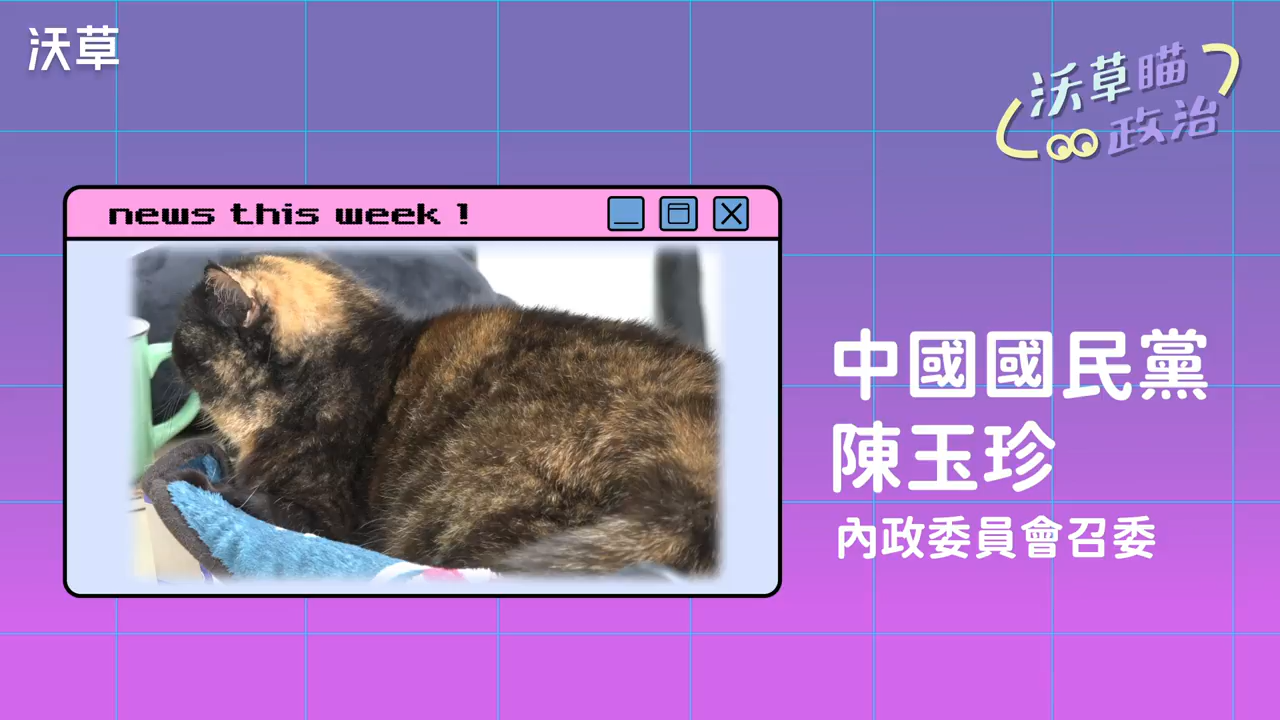 沃草
沃草瞄
政治
news this week !
中國國民黨
陳玉珍
內政委員會召委